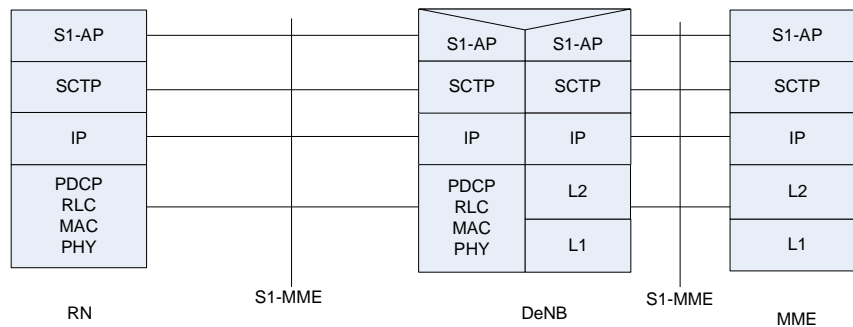 S1-AP
SCTP
IP
PDCP
RLC
MAC
PHY
RN
S1-MME
S1-AP S1-AP
SCTP SCTP
IP IP
PDCP
RLC
MAC
PHY
L2
L1
DeNB
S1-MME
S1-AP
SCTP
IP
L2
L1
MME